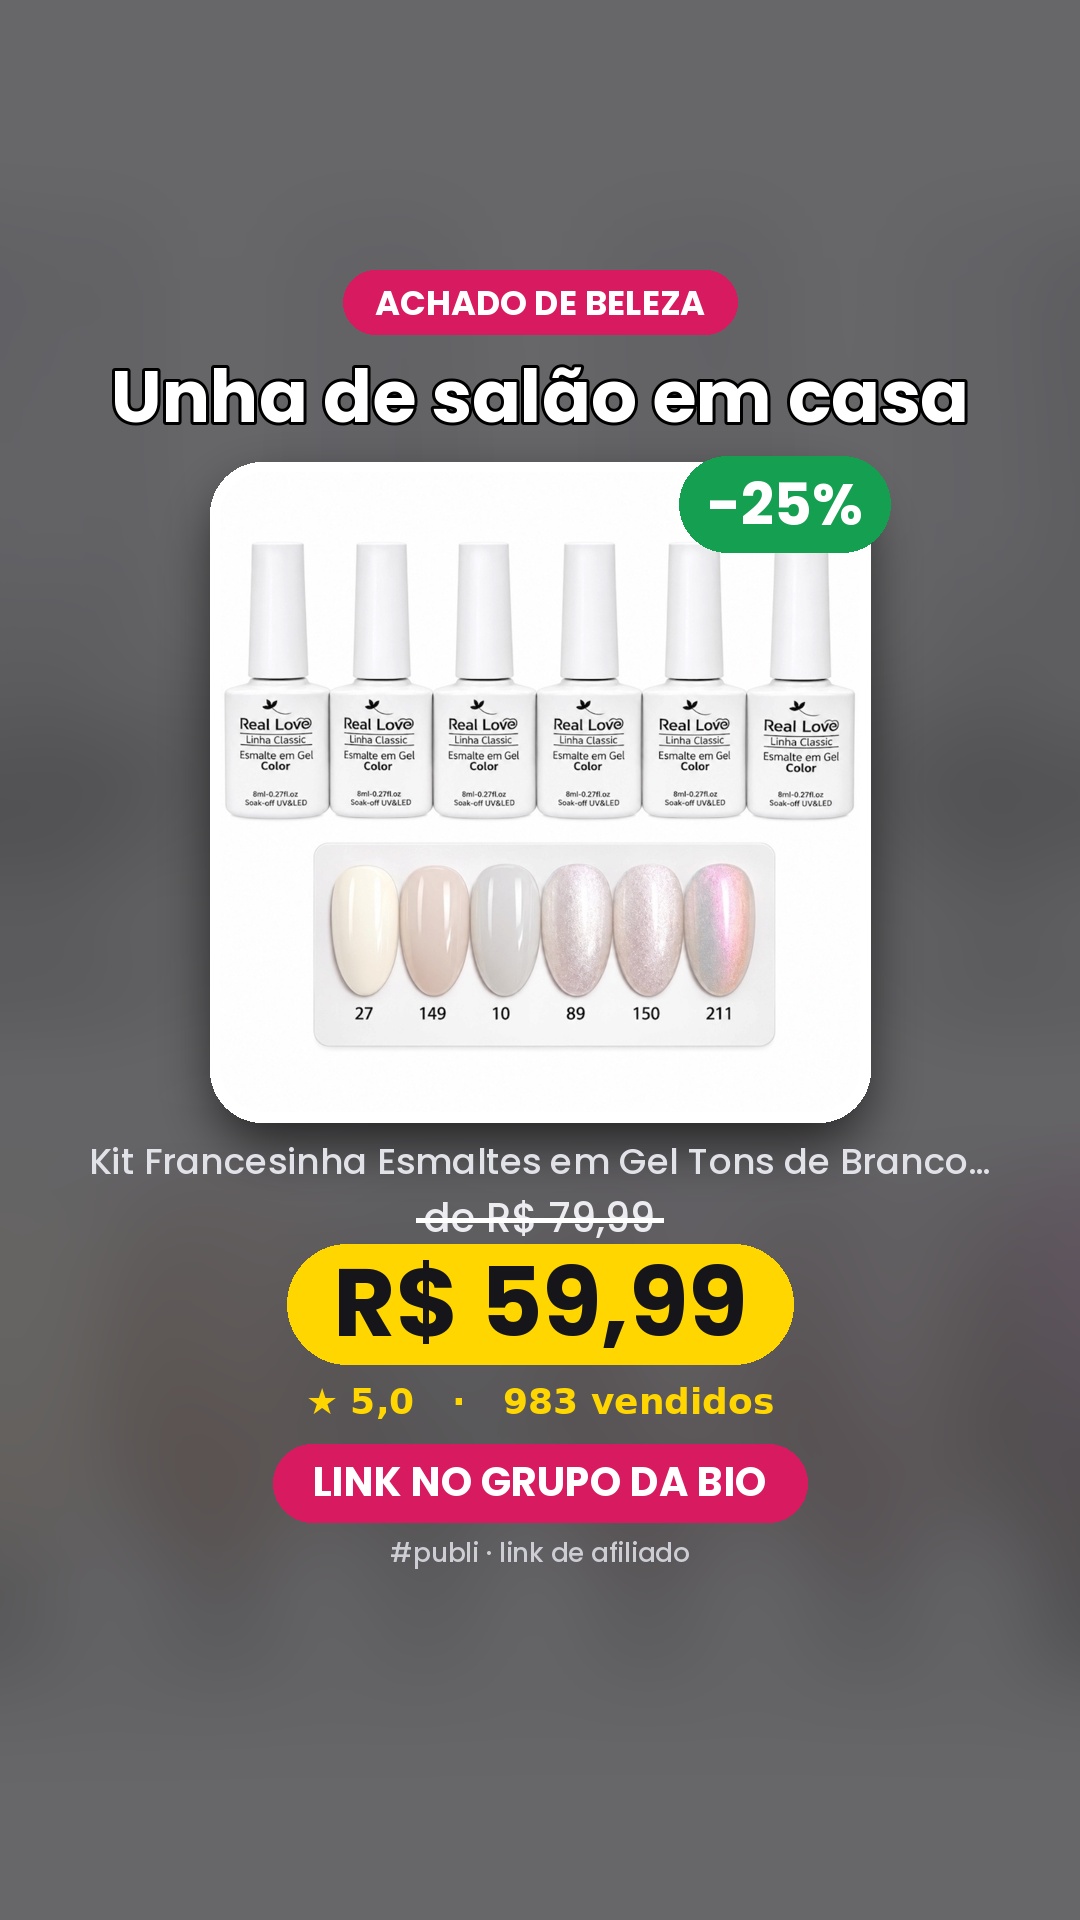 ACHADO DE BELEZA
Unha de salão em casa
-25%
Real Love Real Love Real Love Real Love Real Love Real Love
Linha Classic Linha Classic Linha Classic Linha Classic Linha Classic Linha Classic
Esmalte em Gel Esmalte em Gel Esmalte em Gel Esmalte em Gel Esmalte em Gel Esmalte em Gel
Color Color Color Color Color Color
8ml-0.27fl.oz 8ml-0.27fl.oz 8ml-0.27fl.oz 8ml-0.27fl.oz 8ml-0.27fl.oz 8ml-0.27fl.oz
Soak-off UV&LED Soak-off UV&LED Soak-off UV&LED Soak-off UV&LED Soak-off UV&LED Soak-off UV&LED
27 149 10 89 150 211
Kit Francesinha Esmaltes em Gel Tons de Branco...
de R$ 79,99
R$ 59,99
★ 5,0 · 983 vendidos
LINK NO GRUPO DA BIO
#publi · link de afiliado